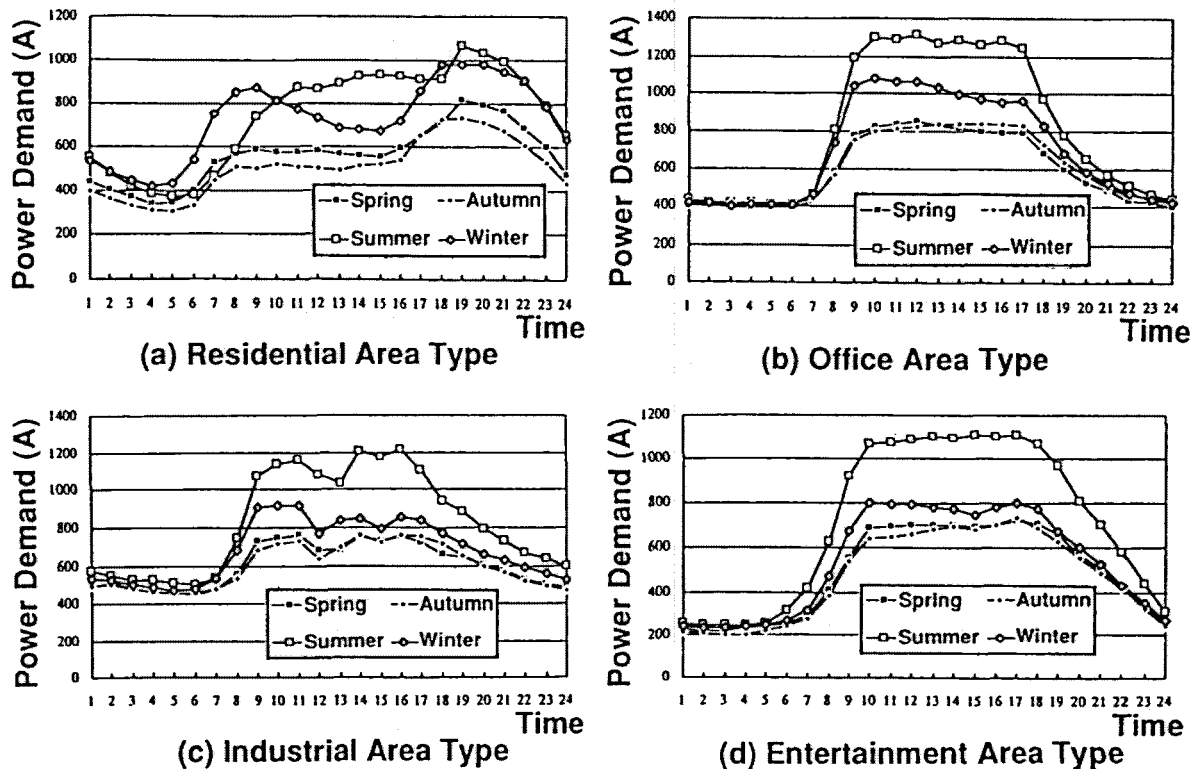 Power Demand (A)
1200
1000
800
600
400
200
0
Spring Autumn
Summer Winter
1 2 3 4 5 6 7 8 9 10 11 12 13 14 15 16 17 18 19 20 21 22 23 24
Time
(a) Residential Area Type
Power Demand (A)
1400
1200
1000
800
600
400
200
0
Spring Autumn
Summer Winter
1 2 3 4 5 6 7 8 9 10 11 12 13 14 15 16 17 18 19 20 21 22 23 24
Time
(b) Office Area Type
Power Demand (A)
1400
1200
1000
800
600
400
200
0
Spring Autumn
Summer Winter
1 2 3 4 5 6 7 8 9 10 11 12 13 14 15 16 17 18 19 20 21 22 23 24
Time
(c) Industrial Area Type
Power Demand (A)
1200
1000
800
600
400
200
0
Spring Autumn
Summer Winter
1 2 3 4 5 6 7 8 9 10 11 12 13 14 15 16 17 18 19 20 21 22 23 24
Time
(d) Entertainment Area Type